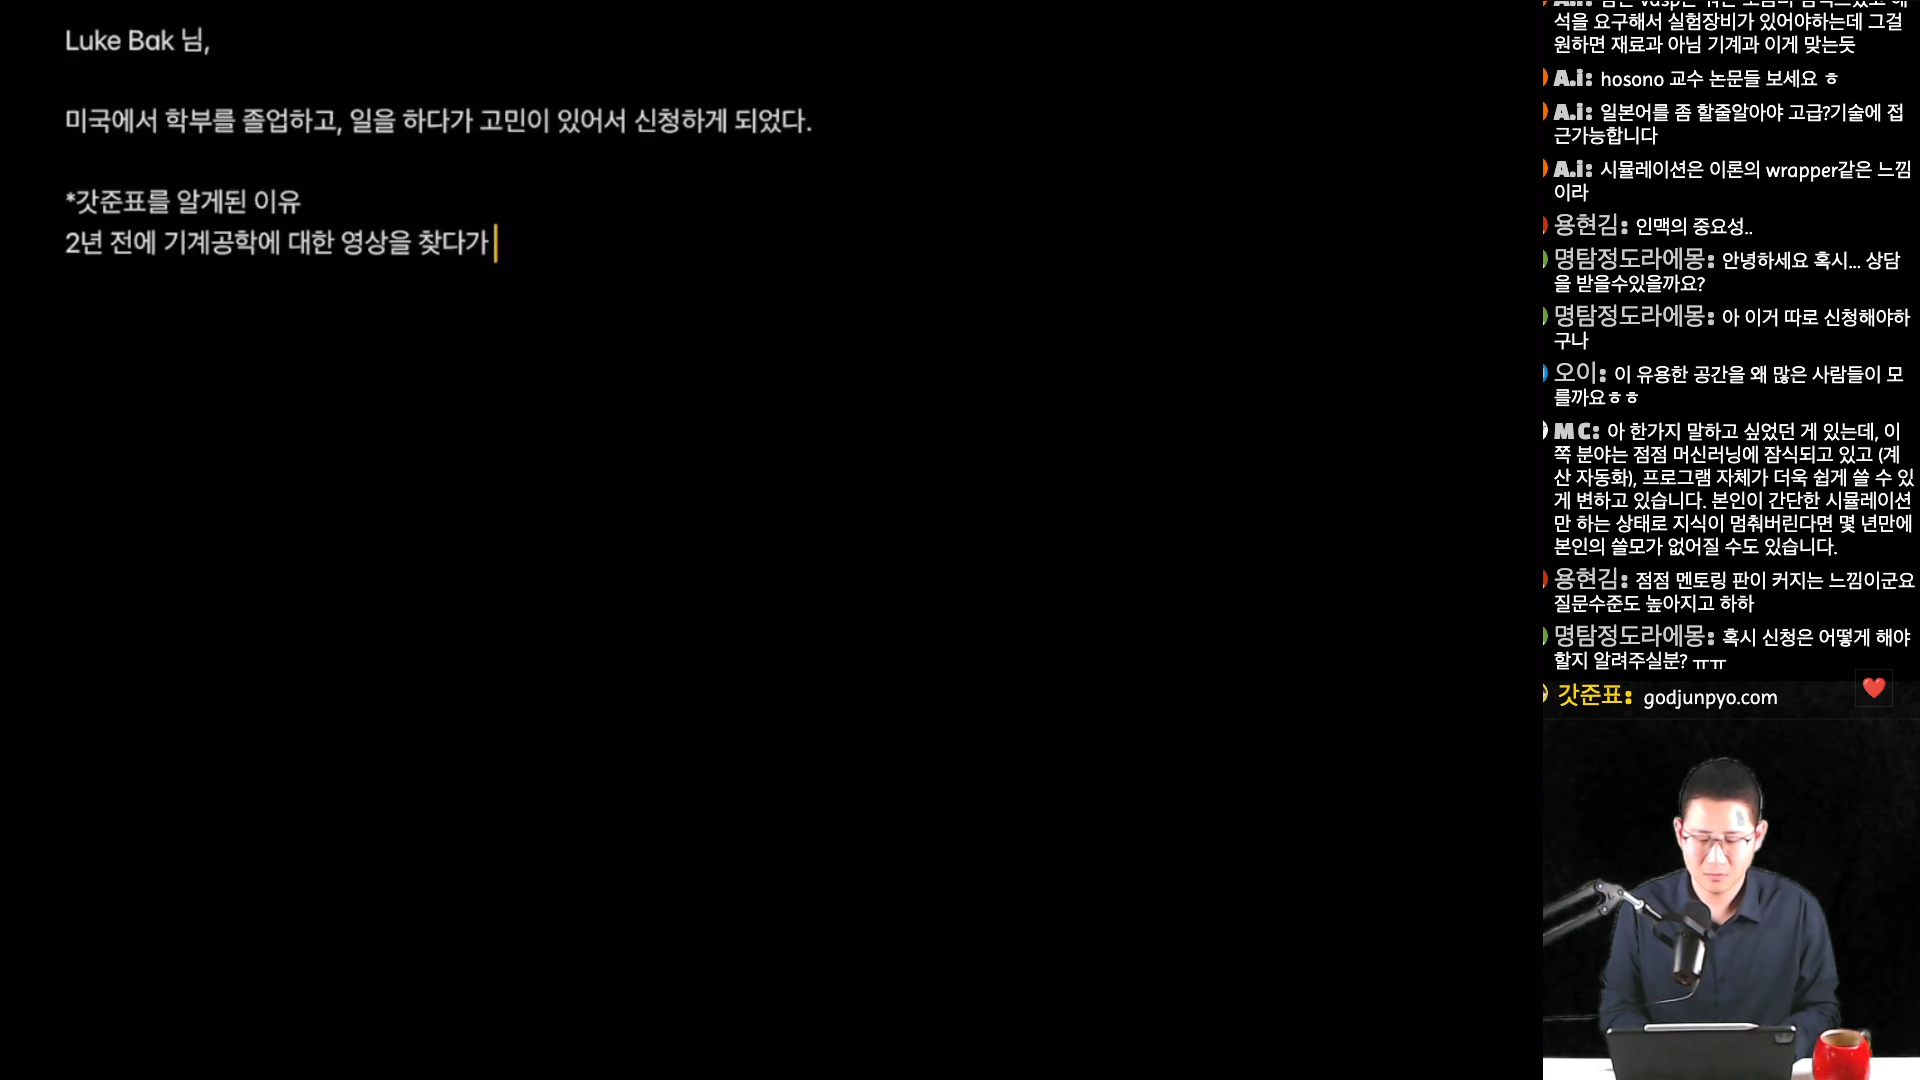 Luke Bak 님,
미국에서 학부를 졸업하고, 일을 하다가 고민이 있어서 신청하게 되었다.
*갓준표를 알게된 이유
2년 전에 기계공학에 대한 영상을 찾다가
석을 요구해서 실험장비가 있어야하는데 그걸
원하면 재료과 아님 기계과 이게 맞는듯
A.i: hosono 교수 논문들 보세요 ㅎ
A.i: 일본어를 좀 할줄알아야 고급?기술에 접
근가능합니다
A.i: 시뮬레이션은 이론의 wrapper같은 느낌
이라
용현김: 인맥의 중요성..
명탐정도라에몽: 안녕하세요 혹시... 상담
을 받을수있을까요?
명탐정도라에몽: 아 이거 따로 신청해야하
구나
오이: 이 유용한 공간을 왜 많은 사람들이 모
를까요ㅎㅎ
M C: 아 한가지 말하고 싶었던 게 있는데, 이
쪽 분야는 점점 머신러닝에 잠식되고 있고 (계
산 자동화), 프로그램 자체가 더욱 쉽게 쓸 수 있
게 변하고 있습니다. 본인이 간단한 시뮬레이션
만 하는 상태로 지식이 멈춰버린다면 몇 년만에
본인의 쓸모가 없어질 수도 있습니다.
용현김: 점점 멘토링 판이 커지는 느낌이군요
질문수준도 높아지고 하하
명탐정도라에몽: 혹시 신청은 어떻게 해야
할지 알려주실분? ㅠㅠ
갓준표: godjunpyo.com